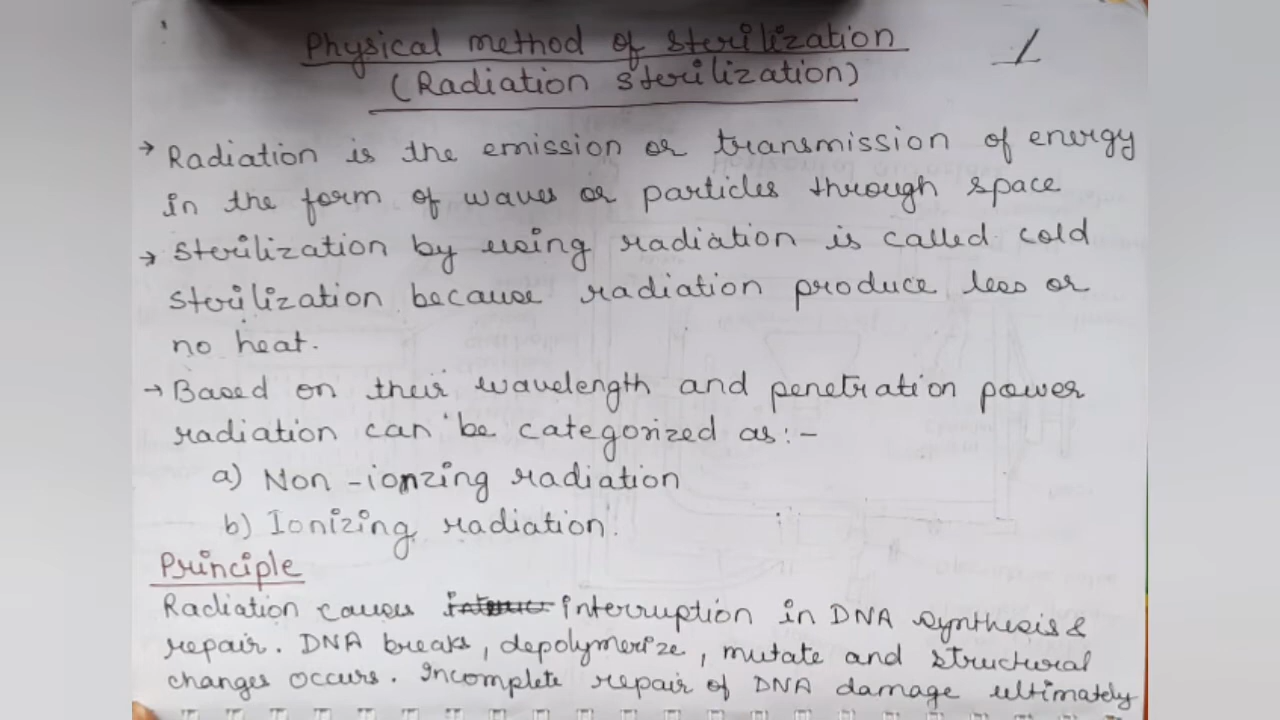 Physical method of sterilization
1
(Radiation sterilization)
→ Radiation is the emission or transmission of energy
in the form of waves or particles through space
→ Sterilization by using radiation is called cold
sterilization because radiation produce less or
no heat.
→ Based on their wavelength and penetration power
radiation can be categorized as:-
a) Non-ionzing radiation
b) Ionizing radiation.
Principle
Radiation causes interruption in DNA synthesis &
repair. DNA breaks, depolymerize, mutate and structural
changes occurs. Incomplete repair of DNA damage ultimately